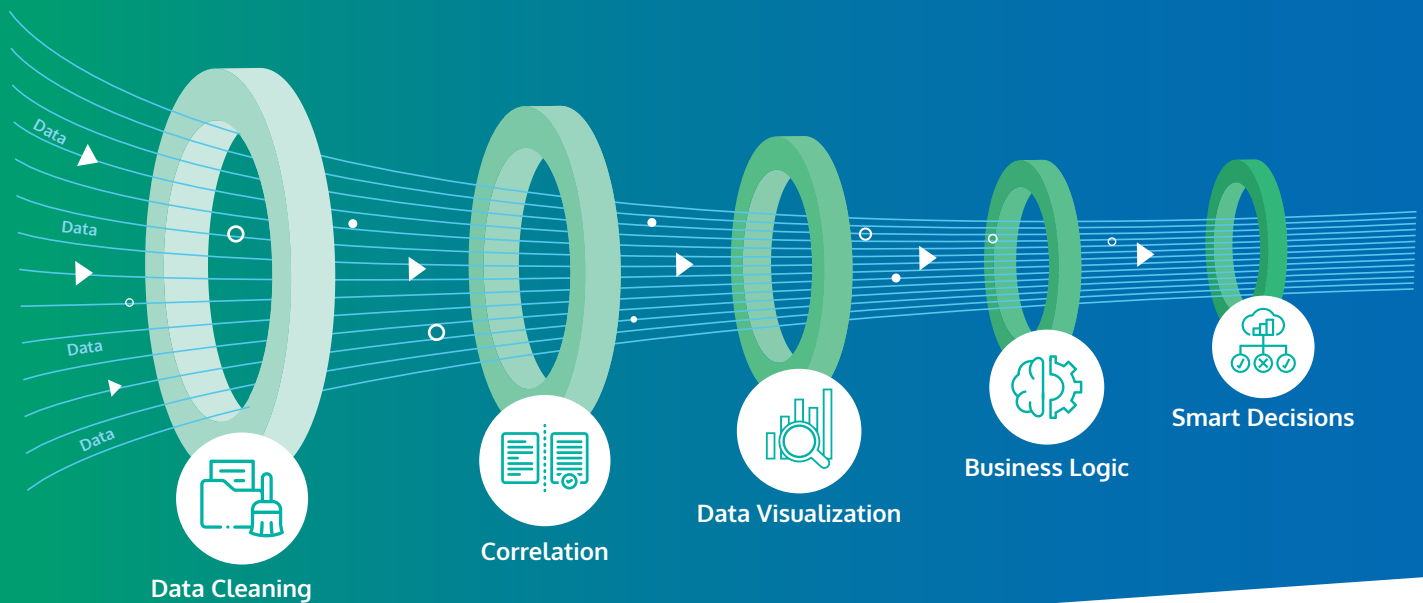 Data
Data
Data
Data
Data Cleaning
Correlation
Data Visualization
Business Logic
Smart Decisions